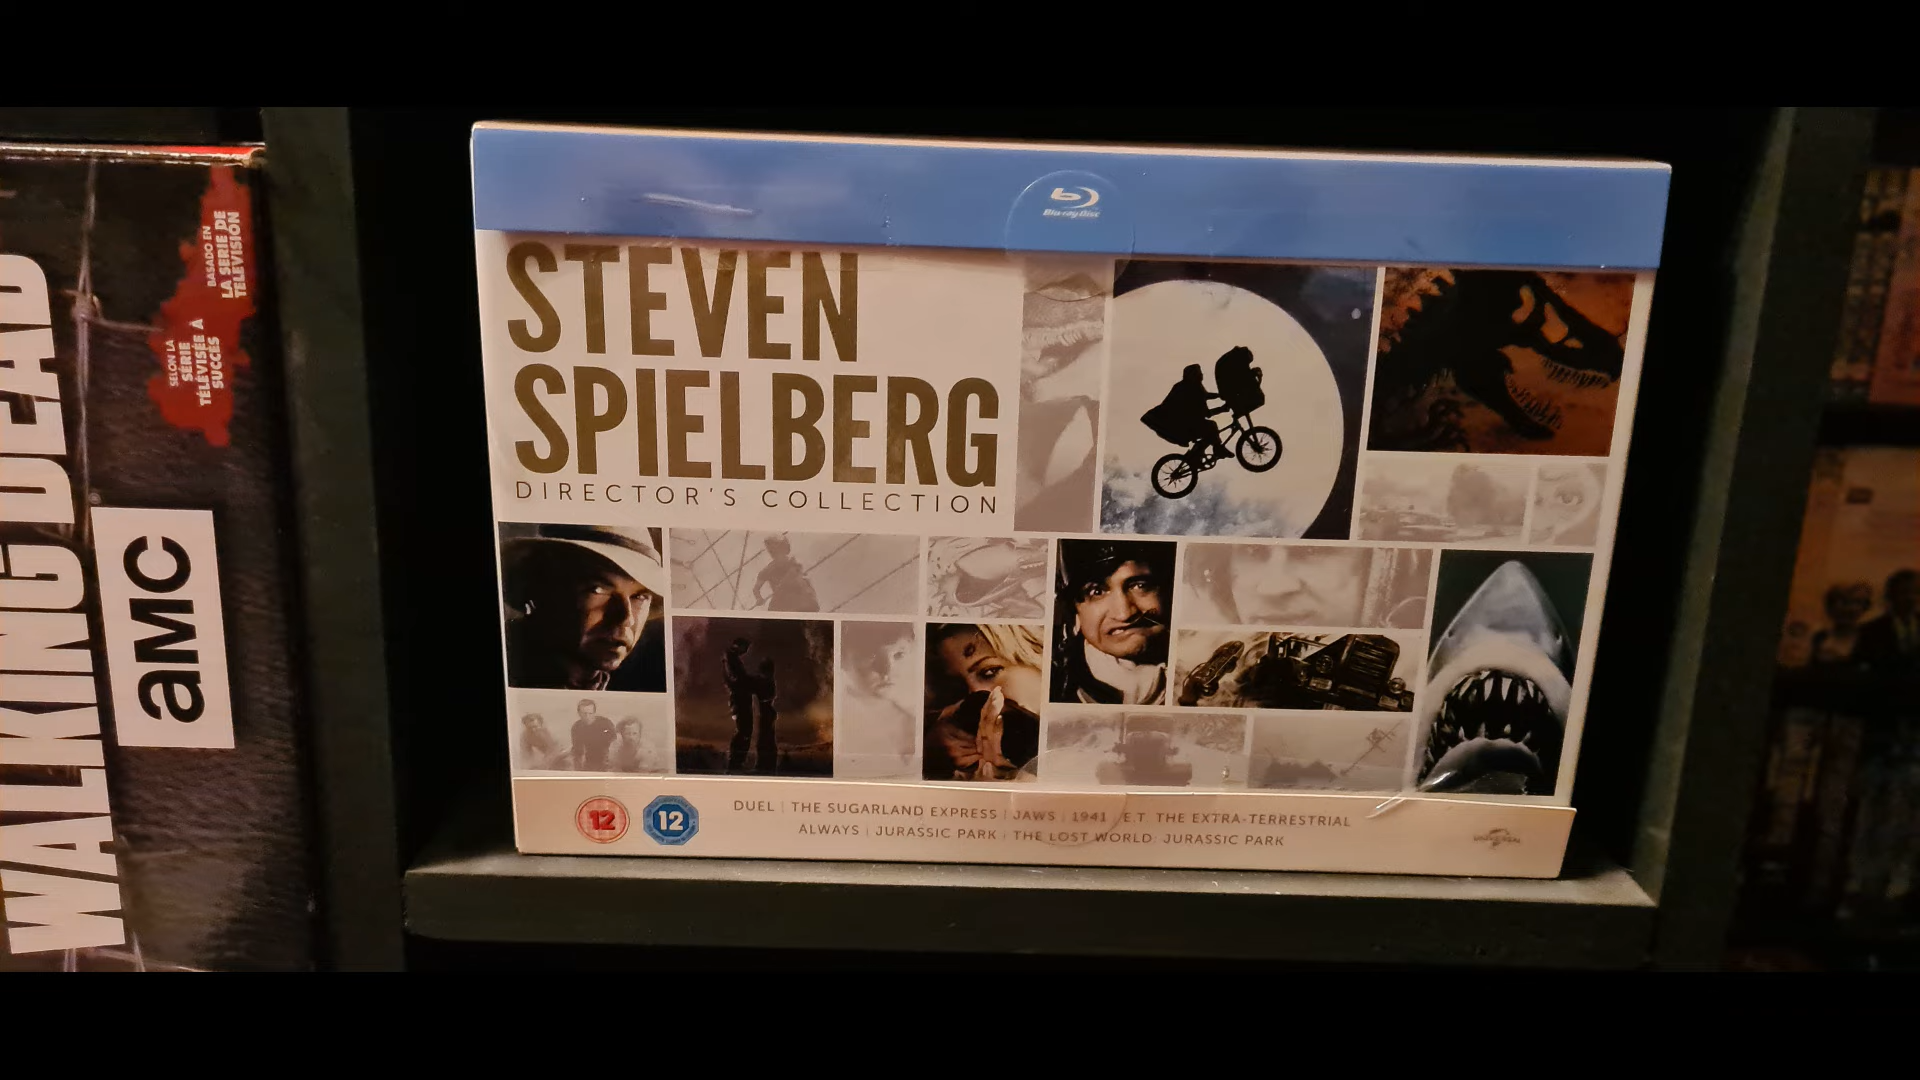 WALKING DEAD
aMC
BASADO EN
LA SERIE DE
TELEVISIÓN
SELON LA
SÉRIE
TÉLÉVISÉE À
SUCCÈS
Blu-ray Disc
STEVEN
SPIELBERG
DIRECTOR'S COLLECTION
12
12
DUEL | THE SUGARLAND EXPRESS | JAWS | 1941 | E.T. THE EXTRA-TERRESTRIAL
ALWAYS | JURASSIC PARK | THE LOST WORLD: JURASSIC PARK
UNIVERSAL